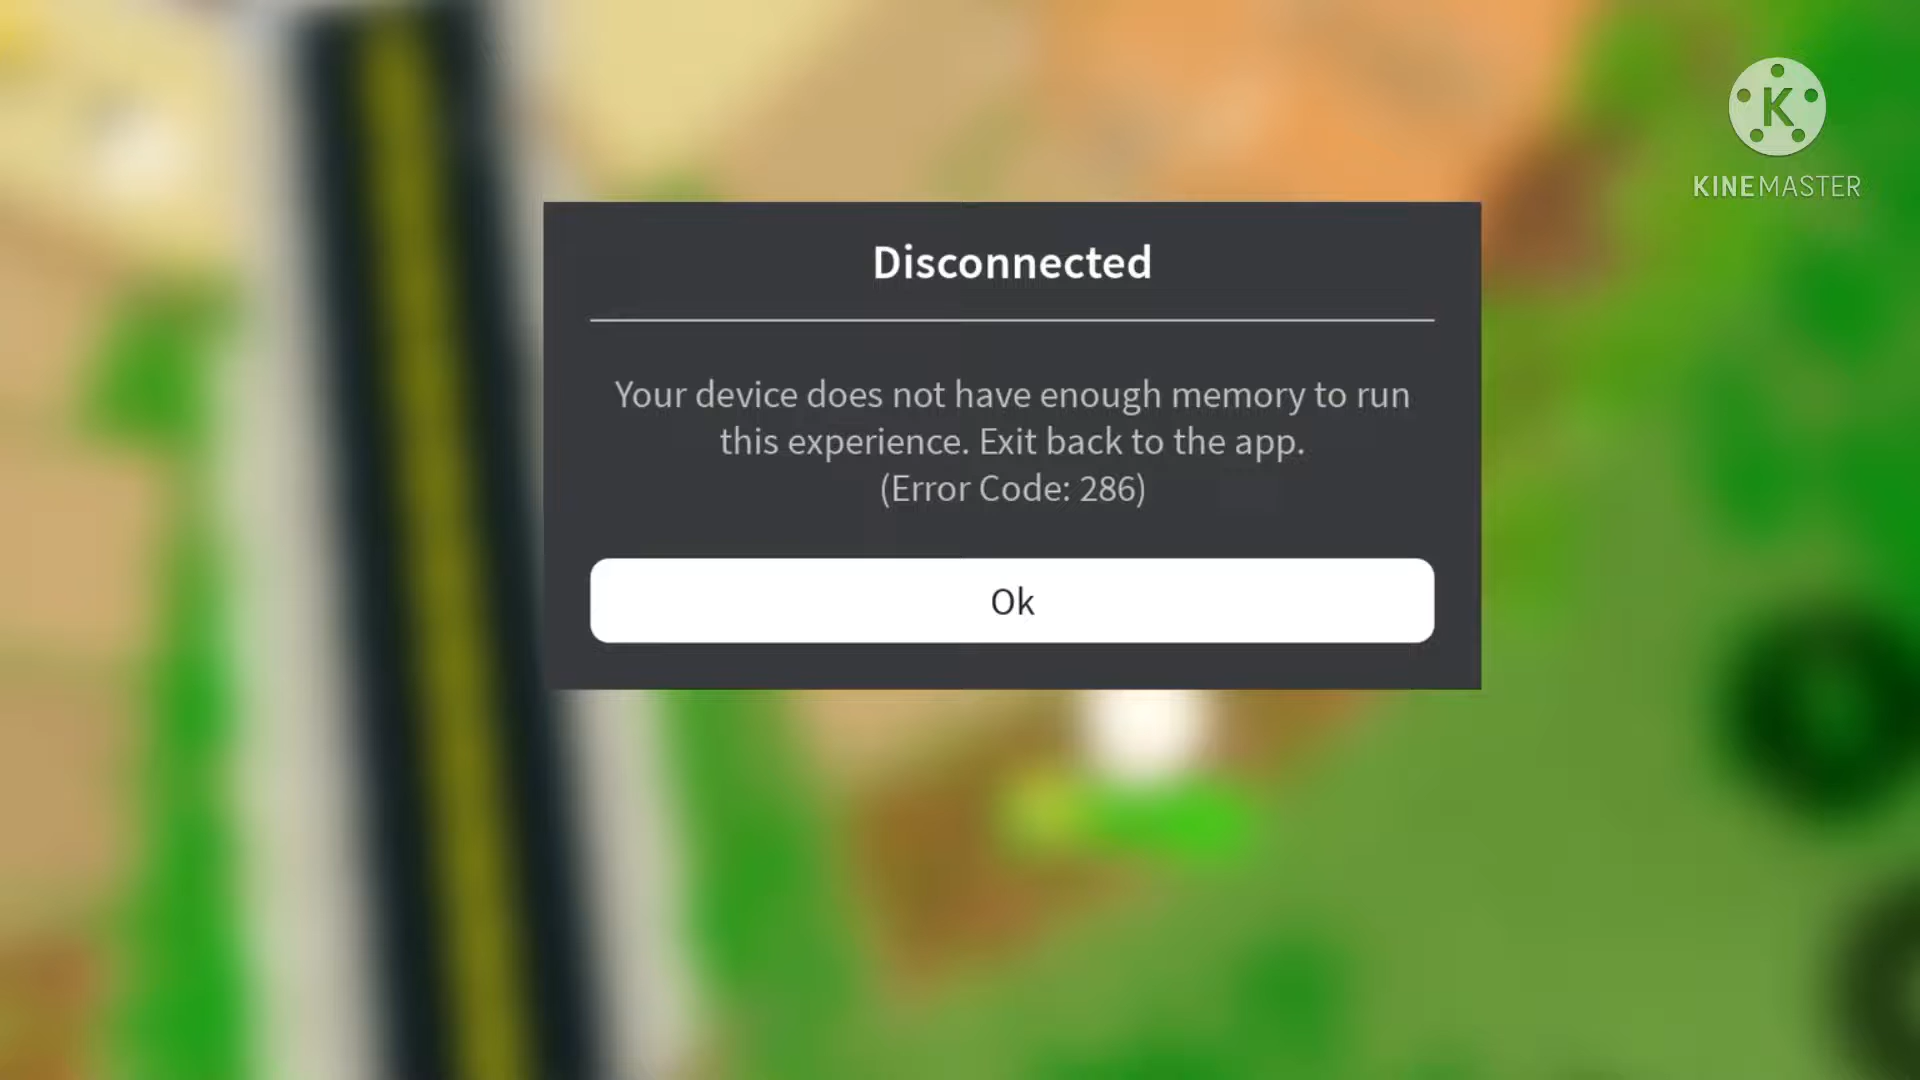 K
KINEMASTER
Disconnected
Your device does not have enough memory to run
this experience. Exit back to the app.
(Error Code: 286)
Ok